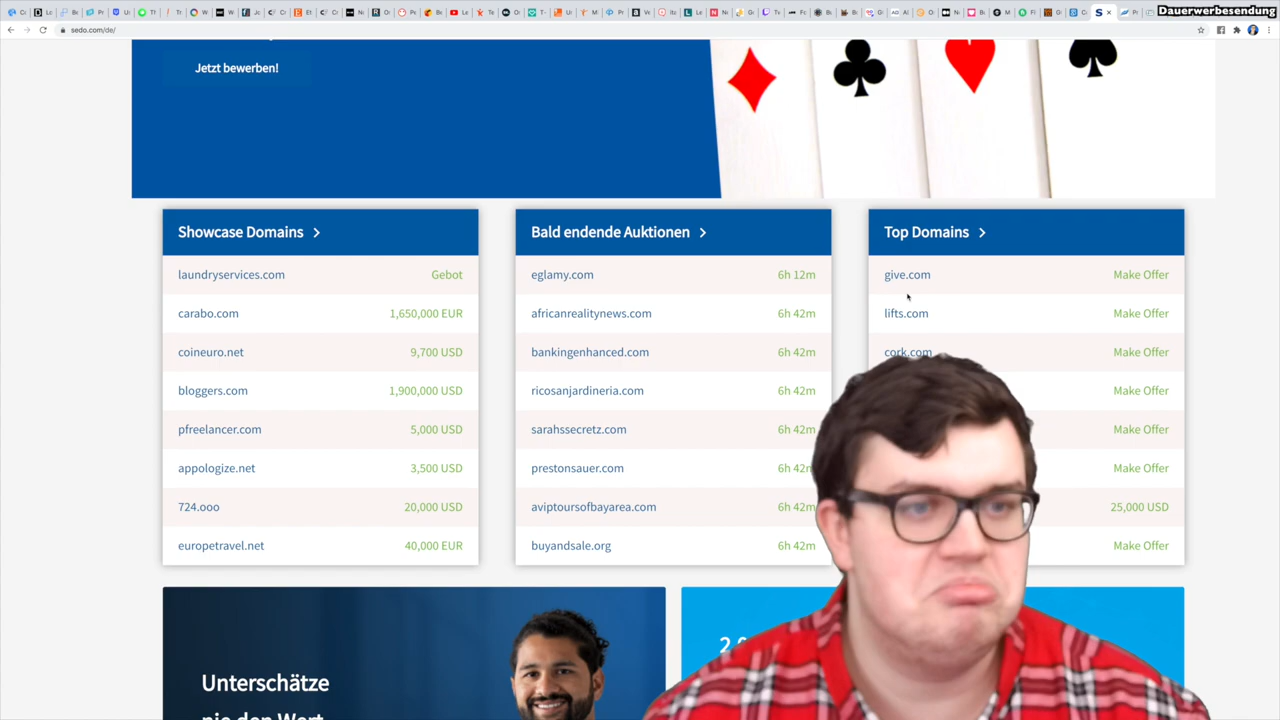 Dauerwerbesendung
sedo.com/de/
Jetzt bewerben!
Showcase Domains
laundryservices.com Gebot
carabo.com 1,650,000 EUR
coineuro.net 9,700 USD
bloggers.com 1,900,000 USD
pfreelancer.com 5,000 USD
appologize.net 3,500 USD
724.ooo 20,000 USD
europetravel.net 40,000 EUR
Bald endende Auktionen
eglamy.com 6h 12m
africanrealitynews.com 6h 42m
bankingenhanced.com 6h 42m
ricosanjardineria.com 6h 42m
sarahssecretz.com 6h 42m
prestonsauer.com 6h 42m
aviptoursofbayarea.com 6h 42m
buyandsale.org 6h 42m
Top Domains
give.com Make Offer
lifts.com Make Offer
cork.com Make Offer
Make Offer
Make Offer
Make Offer
25,000 USD
Make Offer
Unterschätze
nie den Wert